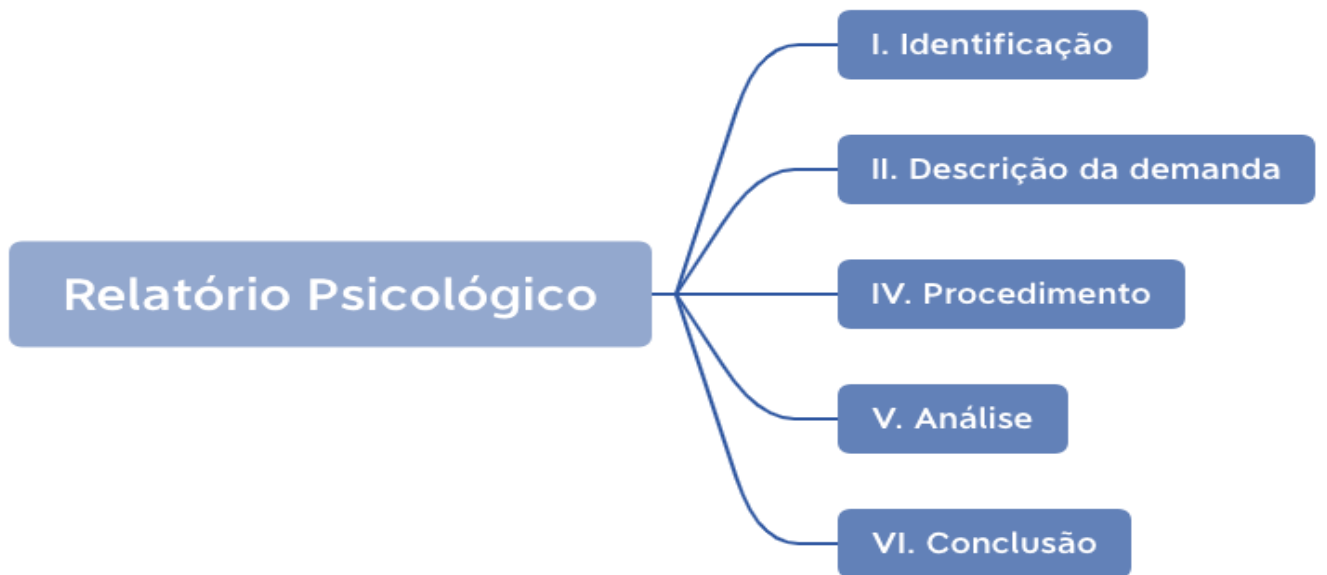 Relatório Psicológico
I. Identificação
II. Descrição da demanda
IV. Procedimento
V. Análise
VI. Conclusão